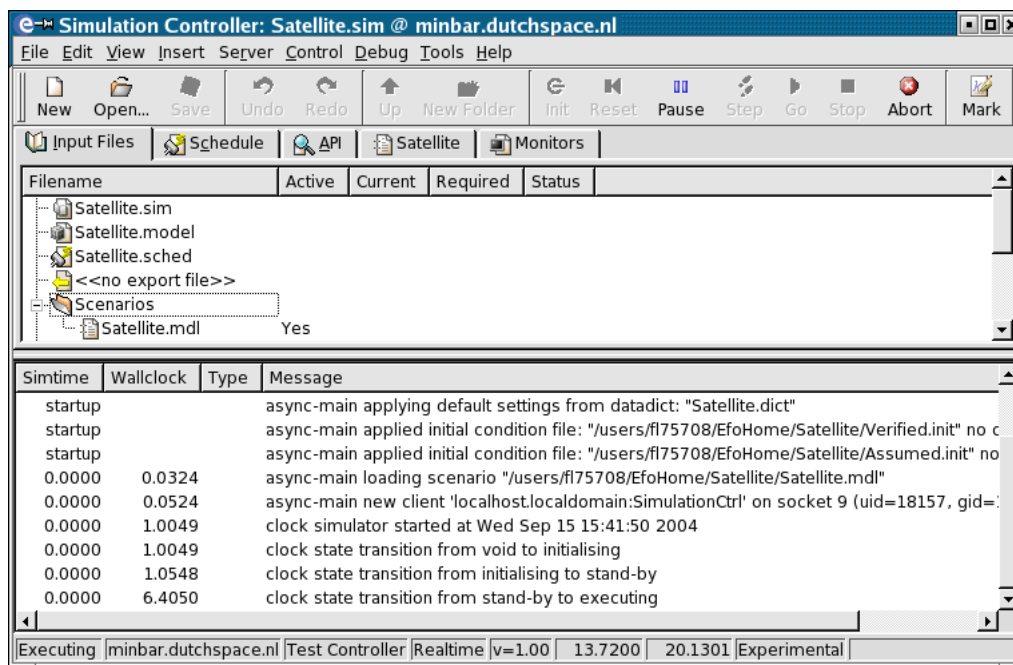 Simulation Controller: Satellite.sim @ minbar.dutchspace.nl
File Edit View Insert Server Control Debug Tools Help
New Open... Save Undo Redo Up New Folder Init Reset Pause Step Go Stop Abort Mark
Input Files Schedule API Satellite Monitors
Filename Active Current Required Status
Satellite.sim
Satellite.model
Satellite.sched
<<no export file>>
Scenarios
Satellite.mdl Yes
Simtime Wallclock Type Message
startup async-main applying default settings from datadict: "Satellite.dict"
startup async-main applied initial condition file: "/users/fl75708/EfoHome/Satellite/Verified.init" no
startup async-main applied initial condition file: "/users/fl75708/EfoHome/Satellite/Assumed.init" no
0.0000 0.0324 async-main loading scenario "/users/fl75708/EfoHome/Satellite/Satellite.mdl"
0.0000 0.0524 async-main new client 'localhost.localdomain:SimulationCtrl' on socket 9 (uid=18157, gid=
0.0000 1.0049 clock simulator started at Wed Sep 15 15:41:50 2004
0.0000 1.0049 clock state transition from void to initialising
0.0000 1.0548 clock state transition from initialising to stand-by
0.0000 6.4050 clock state transition from stand-by to executing
Executing minbar.dutchspace.nl Test Controller Realtime v=1.00 13.7200 20.1301 Experimental